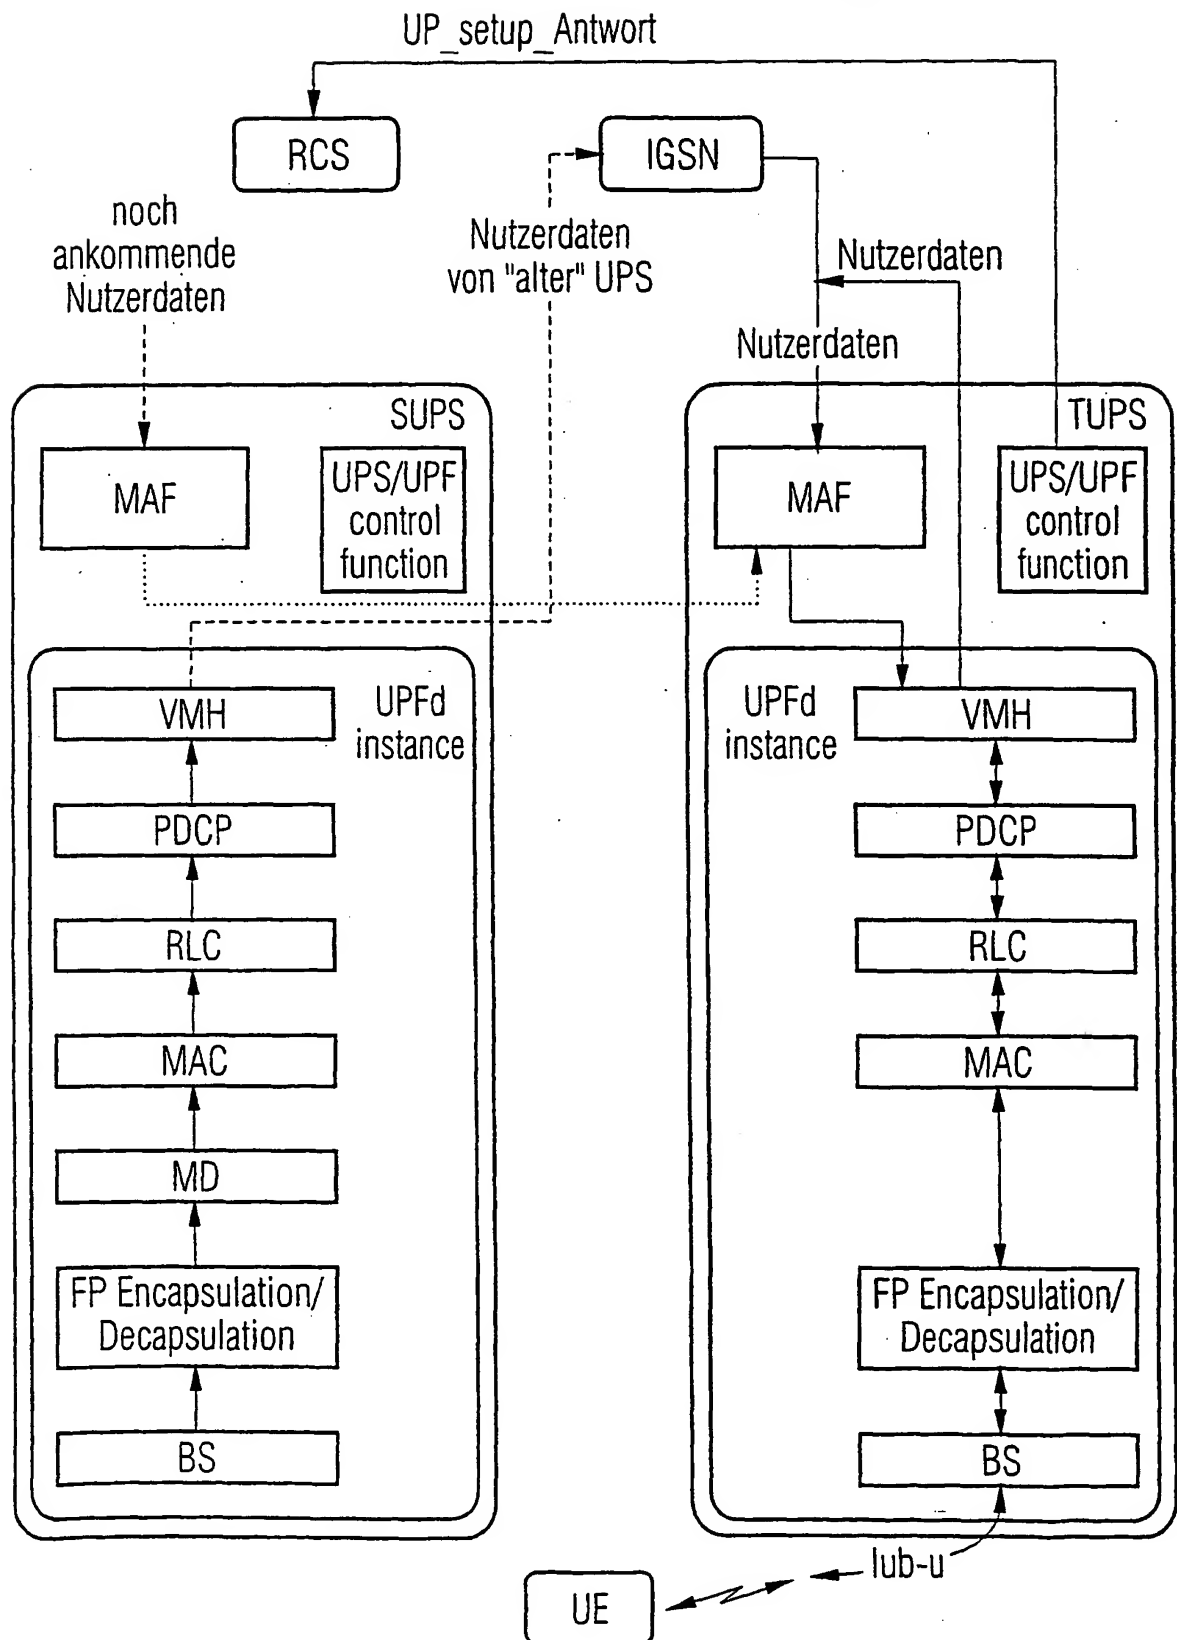 UP_setup_Antwort
RCS
IGSN
noch
ankommende
Nutzerdaten
Nutzerdaten
von "alter" UPS
Nutzerdaten
Nutzerdaten
SUPS
MAF
UPS/UPF
control
function
TUPS
MAF
UPS/UPF
control
function
UPFd
instance
VMH
PDCP
RLC
MAC
MD
FP Encapsulation/
Decapsulation
BS
UPFd
instance
VMH
PDCP
RLC
MAC
FP Encapsulation/
Decapsulation
BS
Iub-u
UE